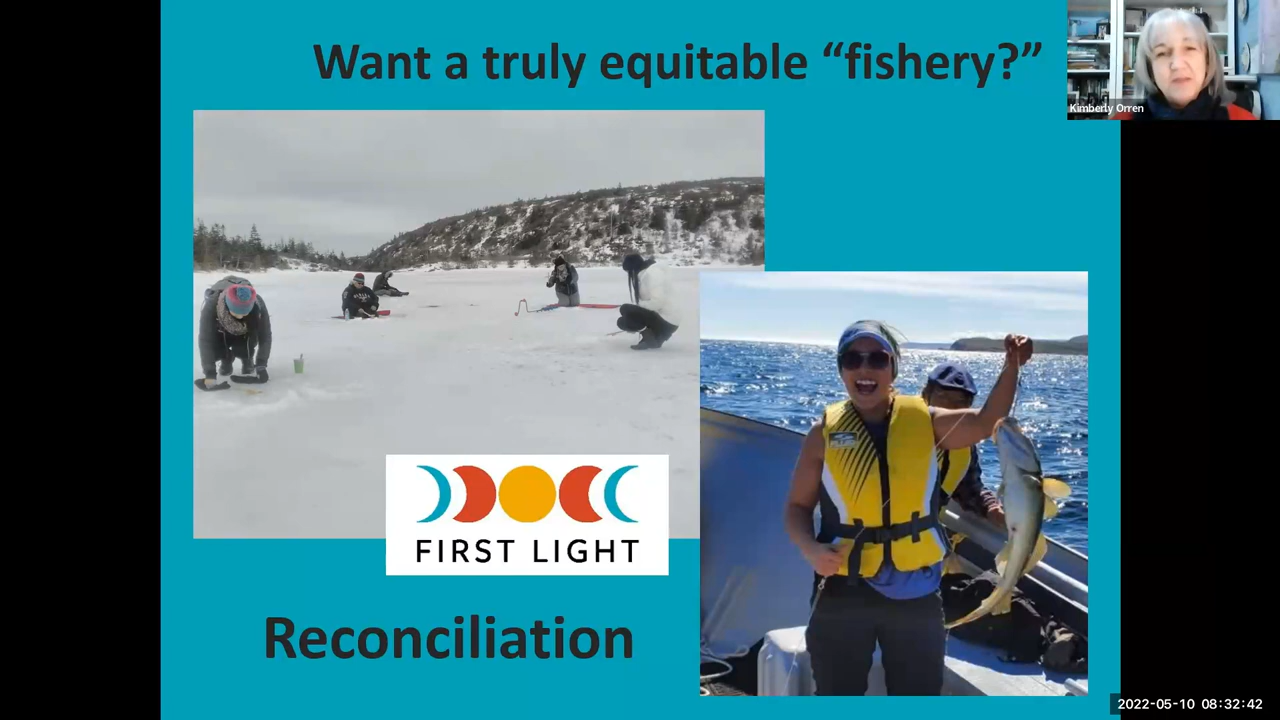 Want a truly equitable “fishery?”
Kimberly Orren
FIRST LIGHT
Reconciliation
2022-05-10 08:32:42